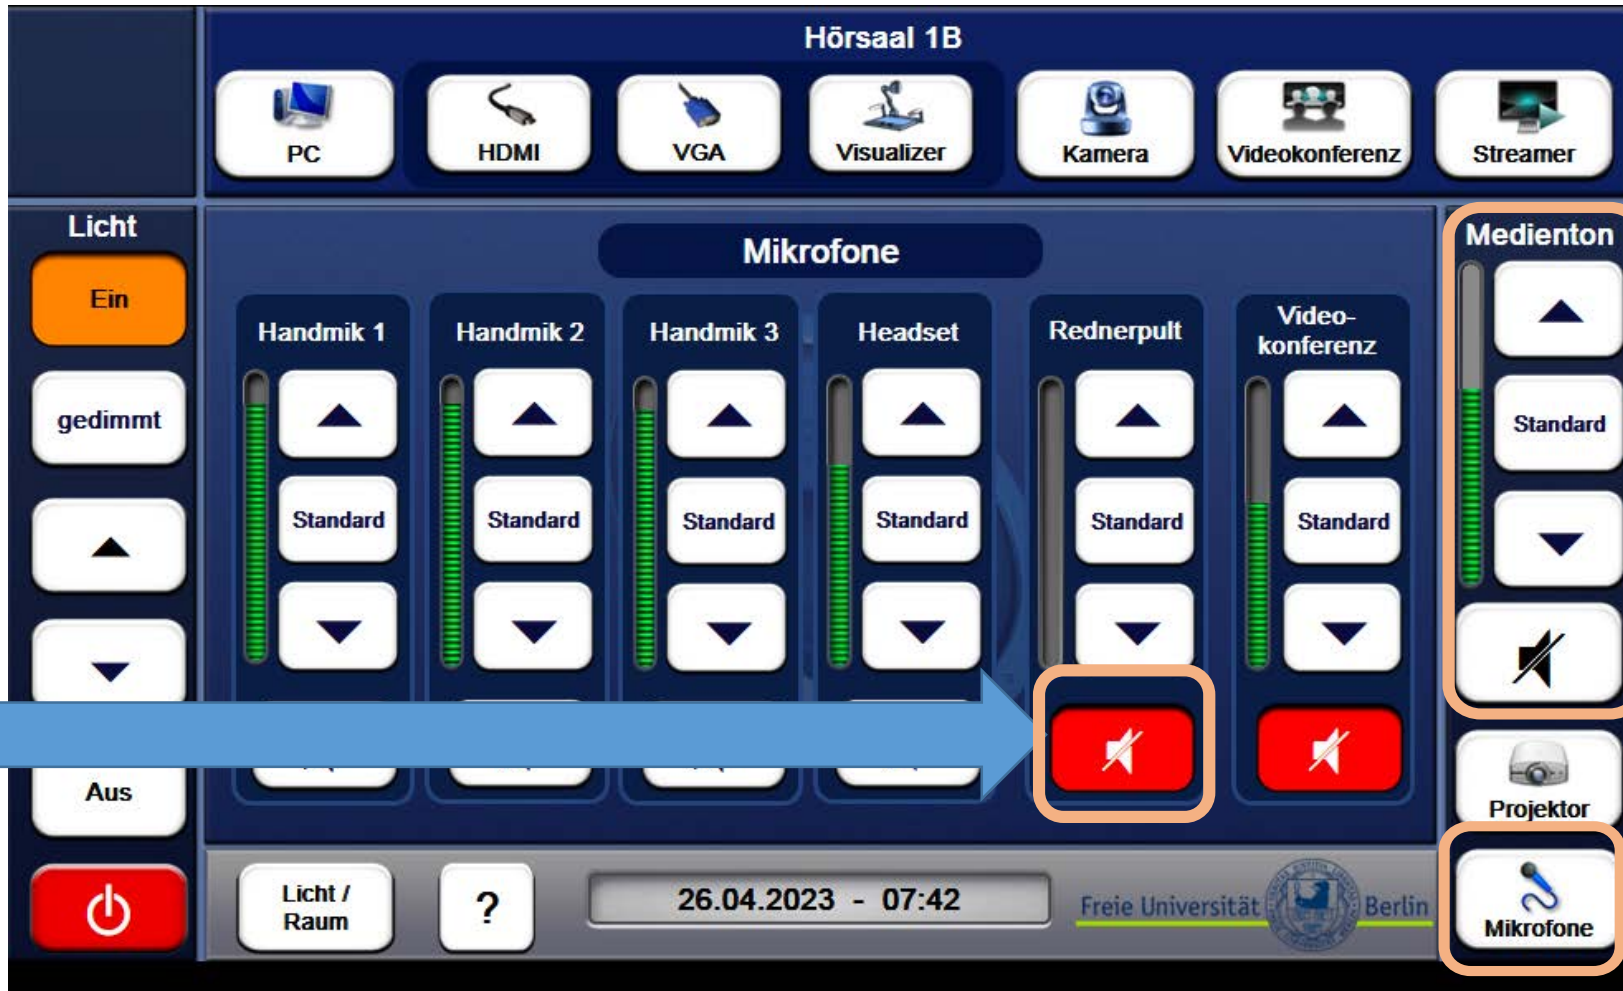 Hörsaal 1B
PC
HDMI
VGA
Visualizer
Kamera
Videokonferenz
Streamer
Licht
Ein
gedimmt
Aus
Mikrofone
Handmik 1
Standard
Handmik 2
Standard
Handmik 3
Standard
Headset
Standard
Rednerpult
Standard
Video-
konferenz
Standard
Medienton
Standard
Projektor
Mikrofone
Licht /
Raum
?
26.04.2023 - 07:42
Freie Universität Berlin